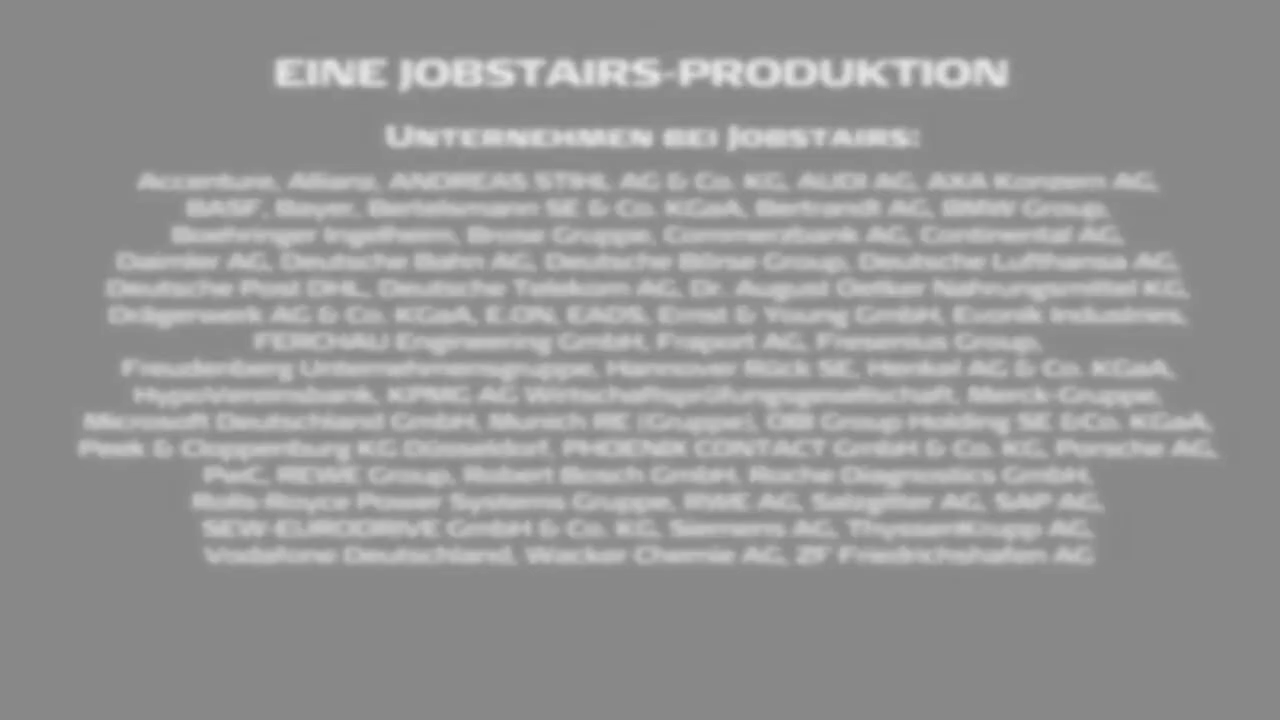 EINE JOBSTAIRS-PRODUKTION
UNTERNEHMEN BEI JOBSTAIRS:
Accenture, Allianz, ANDREAS STIHL AG & Co. KG, AUDI AG, AXA Konzern AG,
BASF, Bayer, Bertelsmann SE & Co. KGaA, Bertrandt AG, BMW Group,
Boehringer Ingelheim, Brose Gruppe, Commerzbank AG, Continental AG,
Daimler AG, Deutsche Bahn AG, Deutsche Börse Group, Deutsche Lufthansa AG,
Deutsche Post DHL, Deutsche Telekom AG, Dr. August Oetker Nahrungsmittel KG,
Drägerwerk AG & Co. KGaA, E.ON, EADS, Ernst & Young GmbH, Evonik Industries,
FERCHAU Engineering GmbH, Fraport AG, Fresenius Group,
Freudenberg Unternehmensgruppe, Hannover Rück SE, Henkel AG & Co. KGaA,
HypoVereinsbank, KPMG AG Wirtschaftsprüfungsgesellschaft, Merck-Gruppe,
Microsoft Deutschland GmbH, Munich RE (Gruppe), OBI Group Holding SE &Co. KGaA,
Peek & Cloppenburg KG Düsseldorf, PHOENIX CONTACT GmbH & Co. KG, Porsche AG,
PwC, REWE Group, Robert Bosch GmbH, Roche Diagnostics GmbH,
Rolls-Royce Power Systems Gruppe, RWE AG, Salzgitter AG, SAP AG,
SEW-EURODRIVE GmbH & Co. KG, Siemens AG, ThyssenKrupp AG,
Vodafone Deutschland, Wacker Chemie AG, ZF Friedrichshafen AG